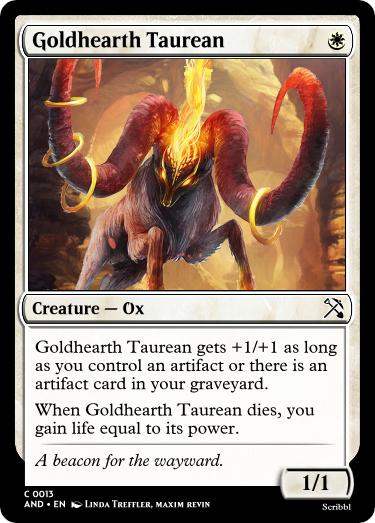 Goldhearth Taurean
Creature — Ox
Goldhearth Taurean gets +1/+1 as long
as you control an artifact or there is an
artifact card in your graveyard.
When Goldhearth Taurean dies, you
gain life equal to its power.
A beacon for the wayward.
1/1
C 0013
AND • EN LINDA TREFFLER, MAXIM REVIN
Scribbl